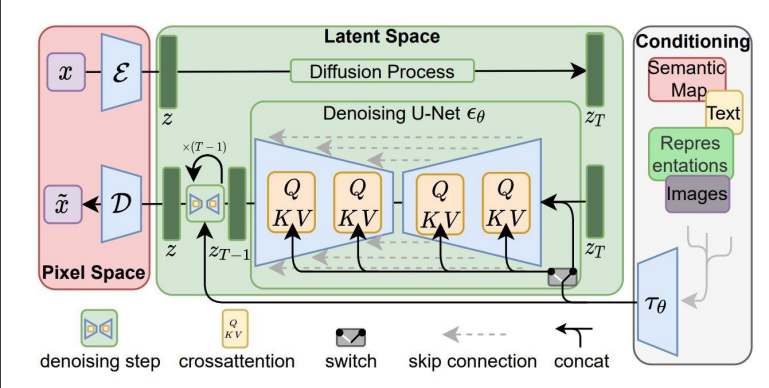 Latent Space
Conditioning
x
ℰ
Diffusion Process
z
z_T
Semantic
Map
Text
Repres
entations
Images
Denoising U-Net ϵ_θ
×(T−1)
x̃
𝒟
z
z_{T−1}
Q
KV
Q
KV
Q
KV
Q
KV
z_T
τ_θ
Pixel Space
Q
KV
denoising step
crossattention
switch
skip connection
concat